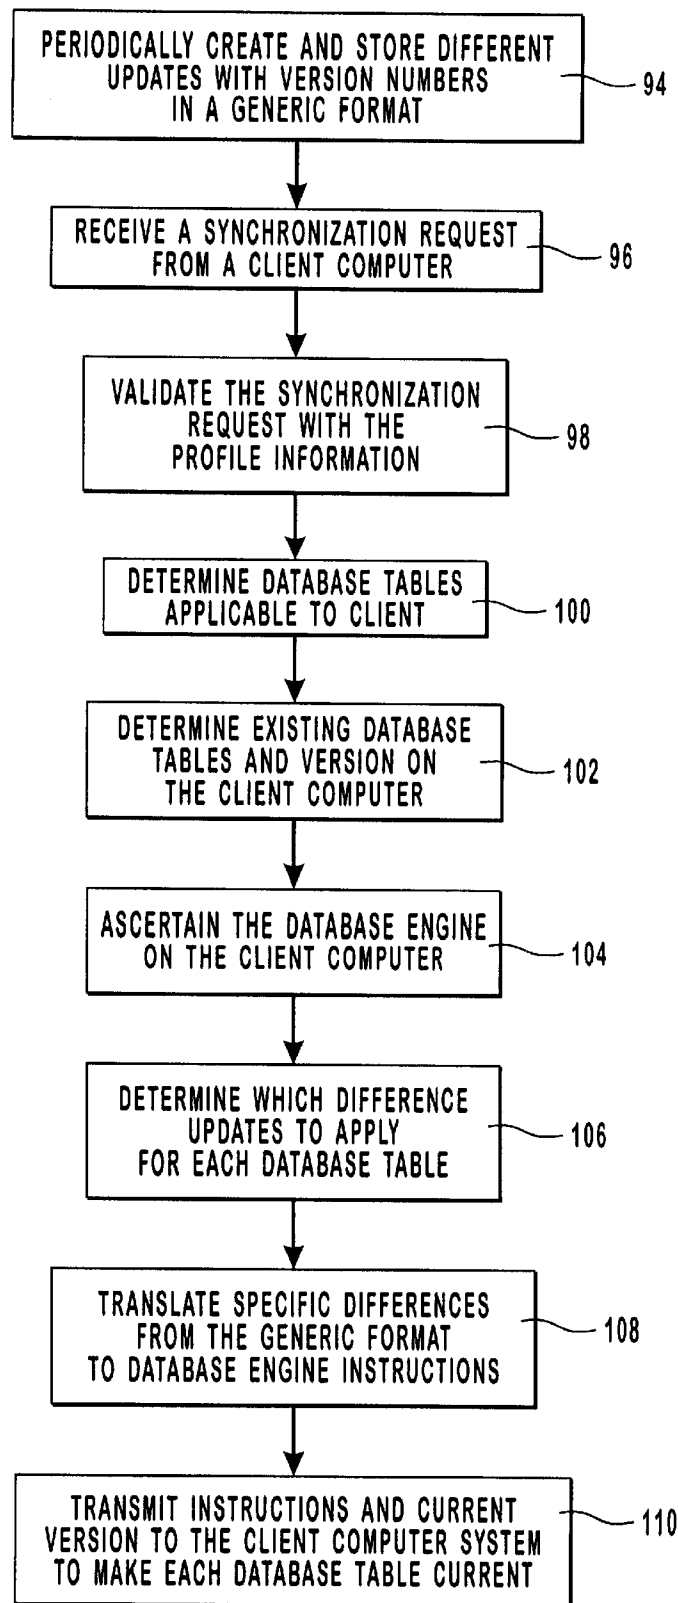 PERIODICALLY CREATE AND STORE DIFFERENT
UPDATES WITH VERSION NUMBERS
IN A GENERIC FORMAT
94
RECEIVE A SYNCHRONIZATION REQUEST
FROM A CLIENT COMPUTER
96
VALIDATE THE SYNCHRONIZATION
REQUEST WITH THE
PROFILE INFORMATION
98
DETERMINE DATABASE TABLES
APPLICABLE TO CLIENT
100
DETERMINE EXISTING DATABASE
TABLES AND VERSION ON
THE CLIENT COMPUTER
102
ASCERTAIN THE DATABASE ENGINE
ON THE CLIENT COMPUTER
104
DETERMINE WHICH DIFFERENCE
UPDATES TO APPLY
FOR EACH DATABASE TABLE
106
TRANSLATE SPECIFIC DIFFERENCES
FROM THE GENERIC FORMAT
TO DATABASE ENGINE INSTRUCTIONS
108
TRANSMIT INSTRUCTIONS AND CURRENT
VERSION TO THE CLIENT COMPUTER SYSTEM
TO MAKE EACH DATABASE TABLE CURRENT
110